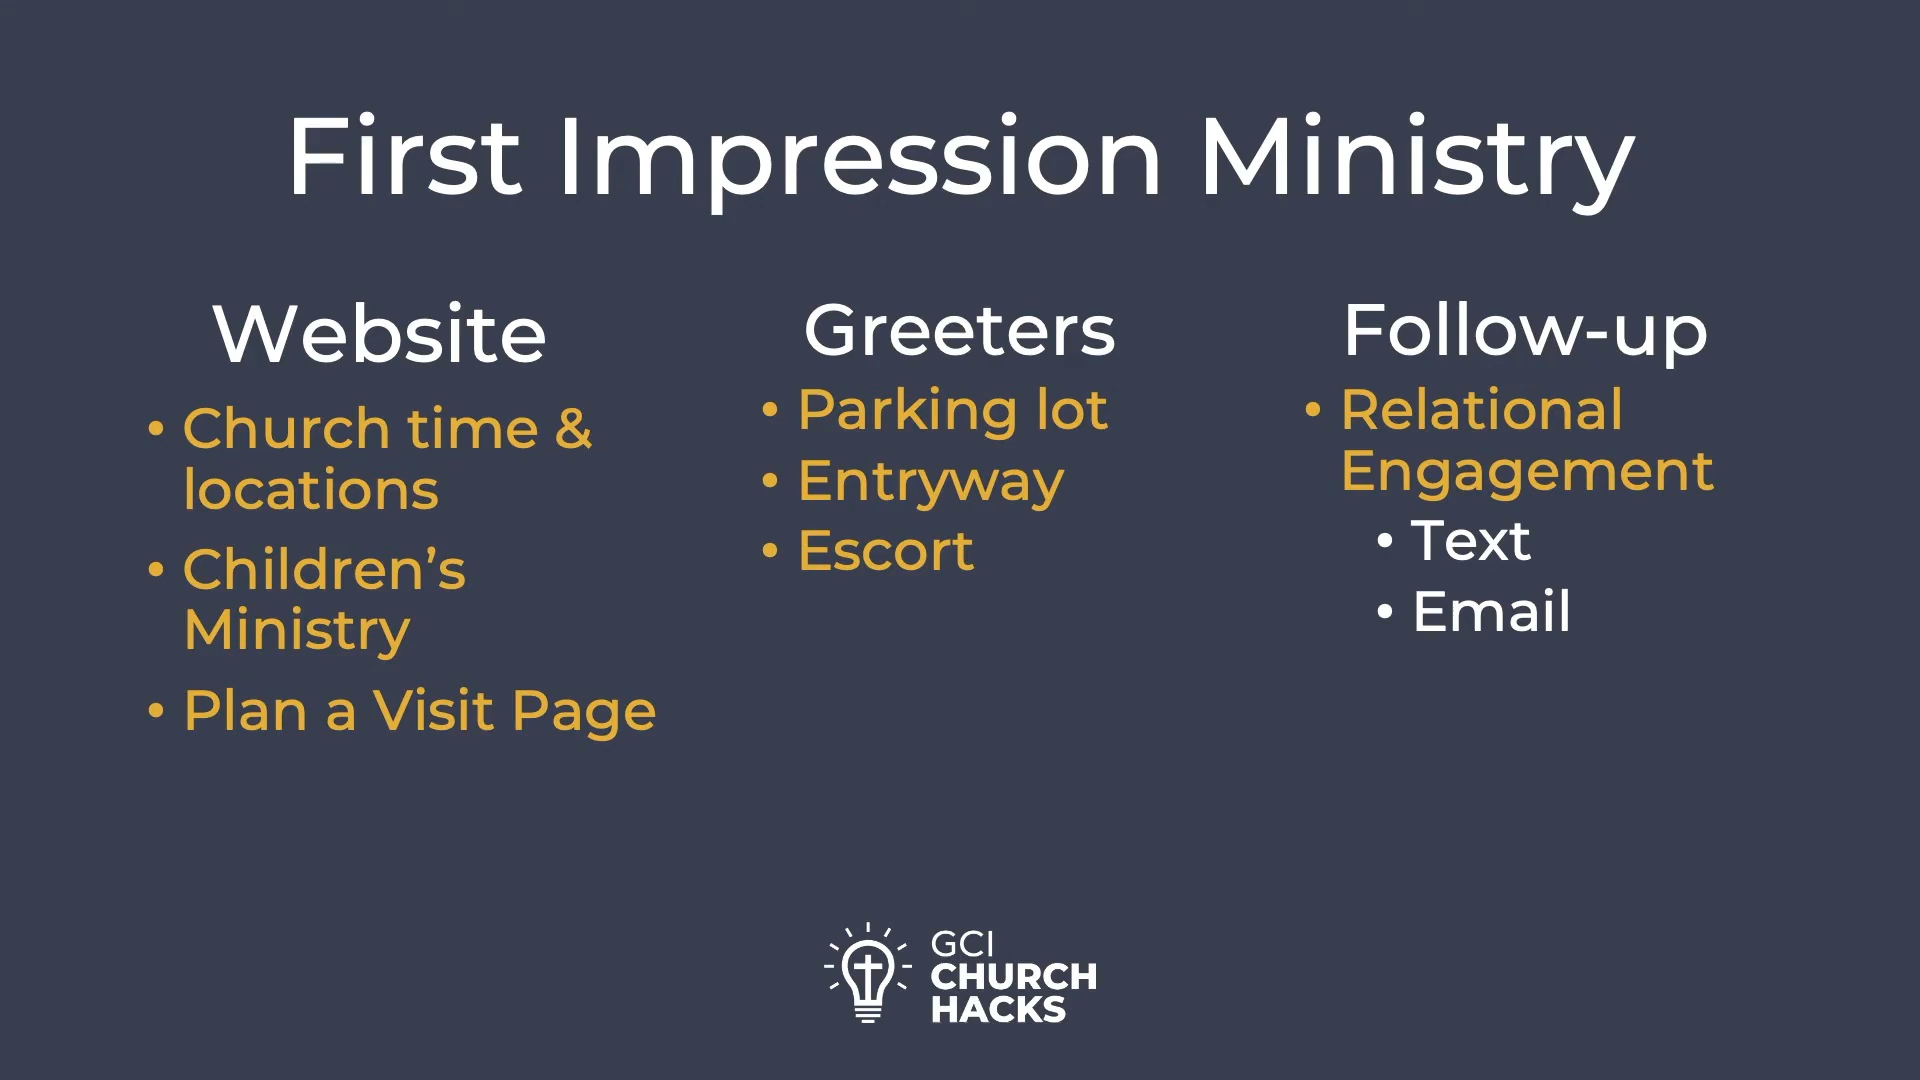 First Impression Ministry
Website
• Church time &
locations
• Children’s
Ministry
• Plan a Visit Page
Greeters
• Parking lot
• Entryway
• Escort
Follow-up
• Relational
Engagement
• Text
• Email
GCI
CHURCH
HACKS